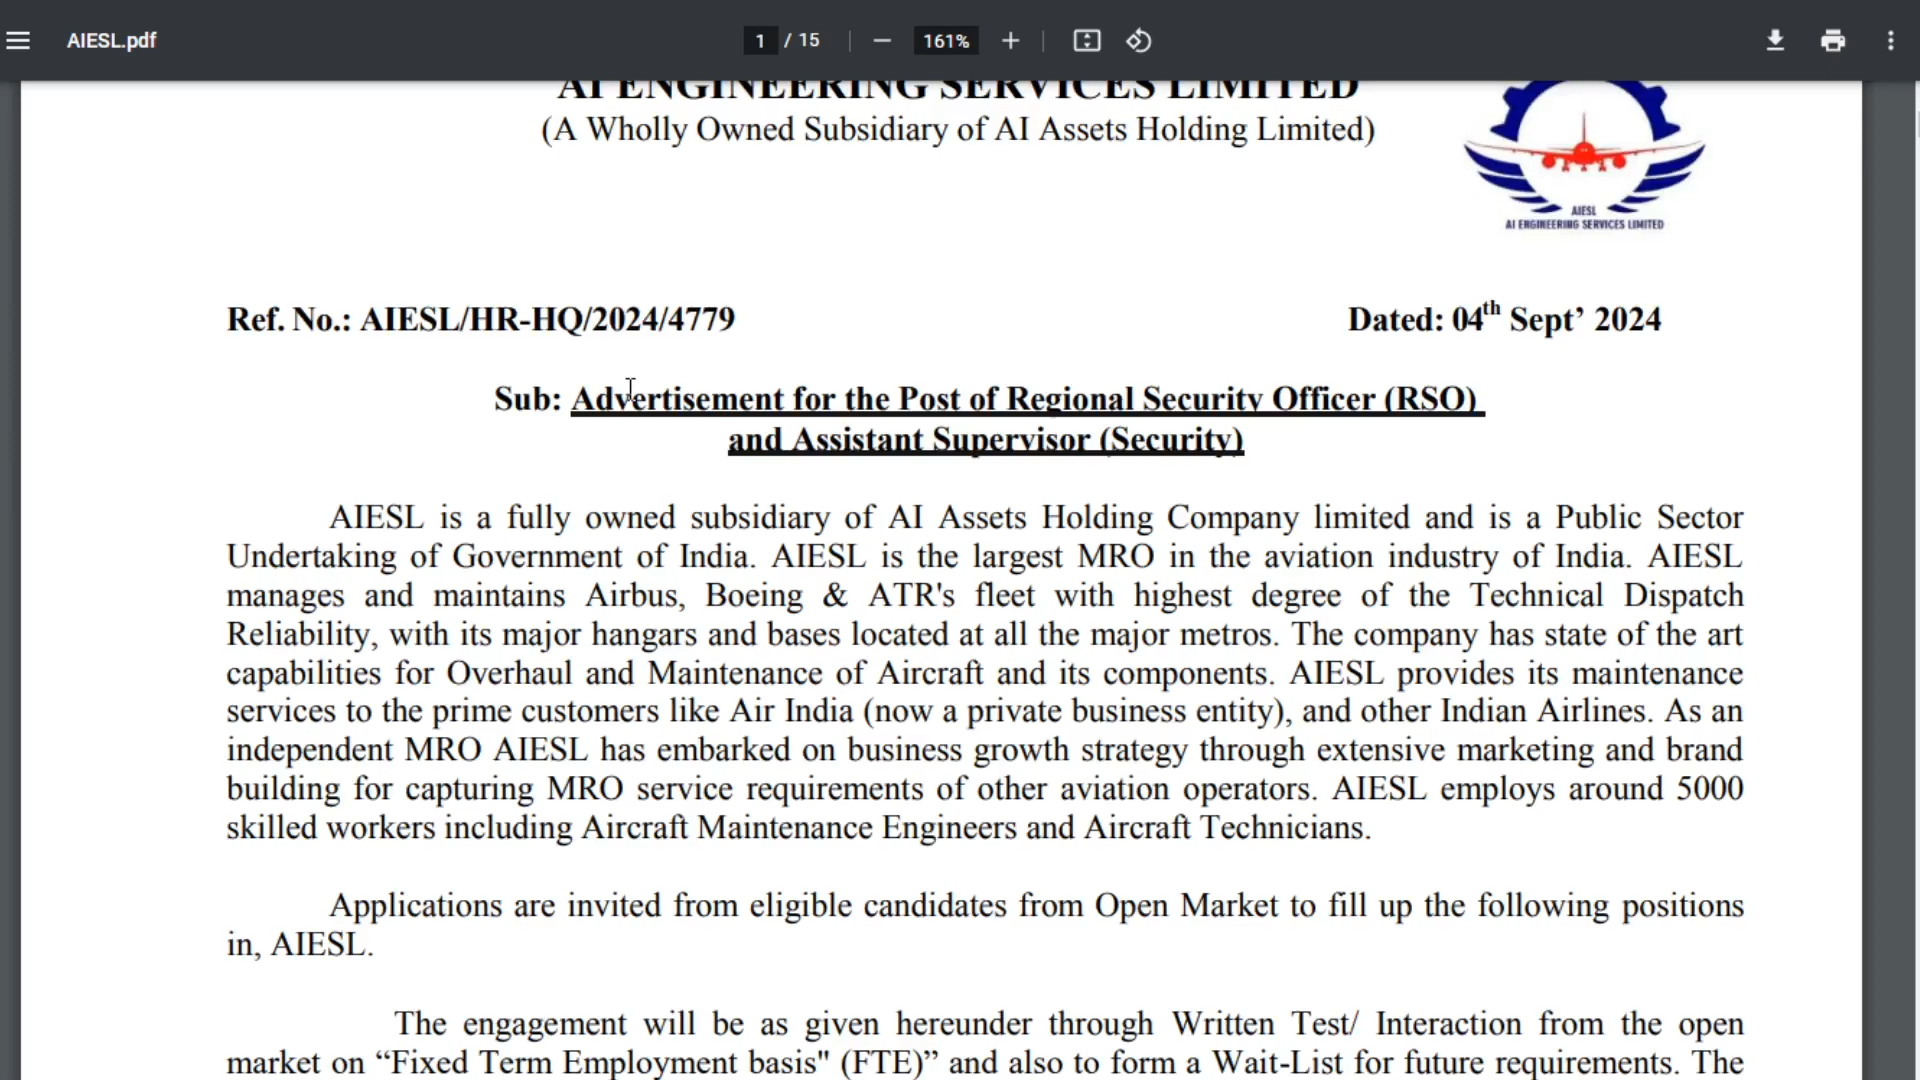 AIESL.pdf
1 / 15
161%
AI ENGINEERING SERVICES LIMITED
(A Wholly Owned Subsidiary of AI Assets Holding Limited)
AIESL
AI ENGINEERING SERVICES LIMITED
Ref. No.: AIESL/HR-HQ/2024/4779
Dated: 04th Sept’ 2024
Sub: Advertisement for the Post of Regional Security Officer (RSO)
and Assistant Supervisor (Security)
AIESL is a fully owned subsidiary of AI Assets Holding Company limited and is a Public Sector
Undertaking of Government of India. AIESL is the largest MRO in the aviation industry of India. AIESL
manages and maintains Airbus, Boeing & ATR's fleet with highest degree of the Technical Dispatch
Reliability, with its major hangars and bases located at all the major metros. The company has state of the art
capabilities for Overhaul and Maintenance of Aircraft and its components. AIESL provides its maintenance
services to the prime customers like Air India (now a private business entity), and other Indian Airlines. As an
independent MRO AIESL has embarked on business growth strategy through extensive marketing and brand
building for capturing MRO service requirements of other aviation operators. AIESL employs around 5000
skilled workers including Aircraft Maintenance Engineers and Aircraft Technicians.
Applications are invited from eligible candidates from Open Market to fill up the following positions
in, AIESL.
The engagement will be as given hereunder through Written Test/ Interaction from the open
market on “Fixed Term Employment basis" (FTE)” and also to form a Wait-List for future requirements. The